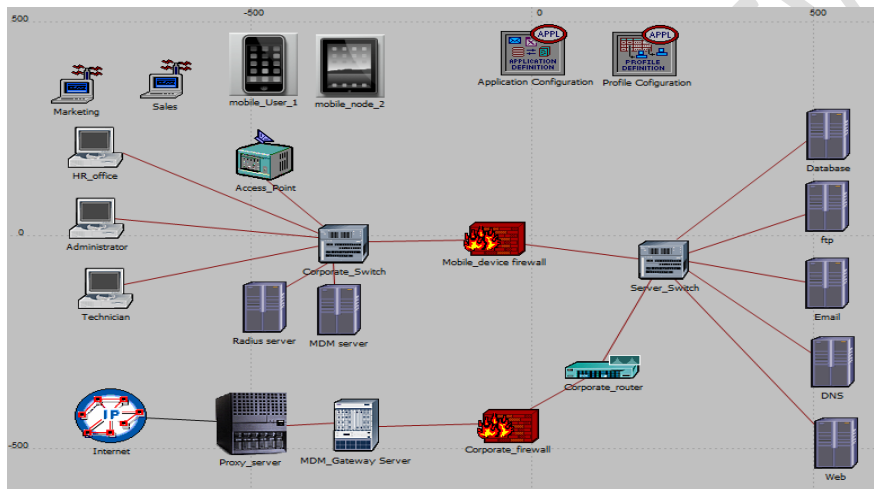 500
-500
0
500
APPL
APPLICATION
DEFINITION
APPL
PROFILE
DEFINITION
Application Configuration
Profile Cofiguration
Marketing
Sales
mobile_User_1
mobile_node_2
HR_office
Access_Point
Database
0
Administrator
Corporate_Switch
Mobile_device firewall
Server_Switch
ftp
Technician
Radius server
MDM server
Email
Corporate_router
DNS
-500
IP
Internet
Proxy_server
MDM_Gateway Server
Corporate_firewall
Web